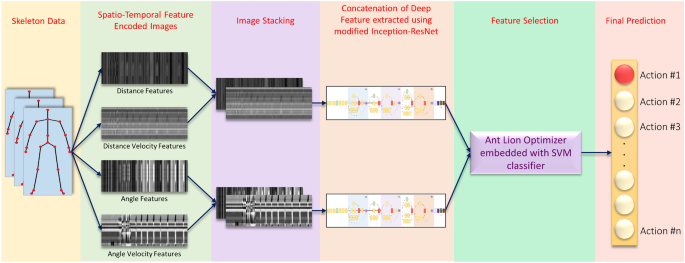 Skeleton Data
Spatio-Temporal Feature
Encoded Images
Image Stacking
Concatenation of Deep
Feature extracted using
modified Inception-ResNet
Feature Selection
Final Prediction
Distance Features
Distance Velocity Features
Angle Features
Angle Velocity Features
Ant Lion Optimizer
embedded with SVM
classifier
Action #1
Action #2
Action #3
Action #n